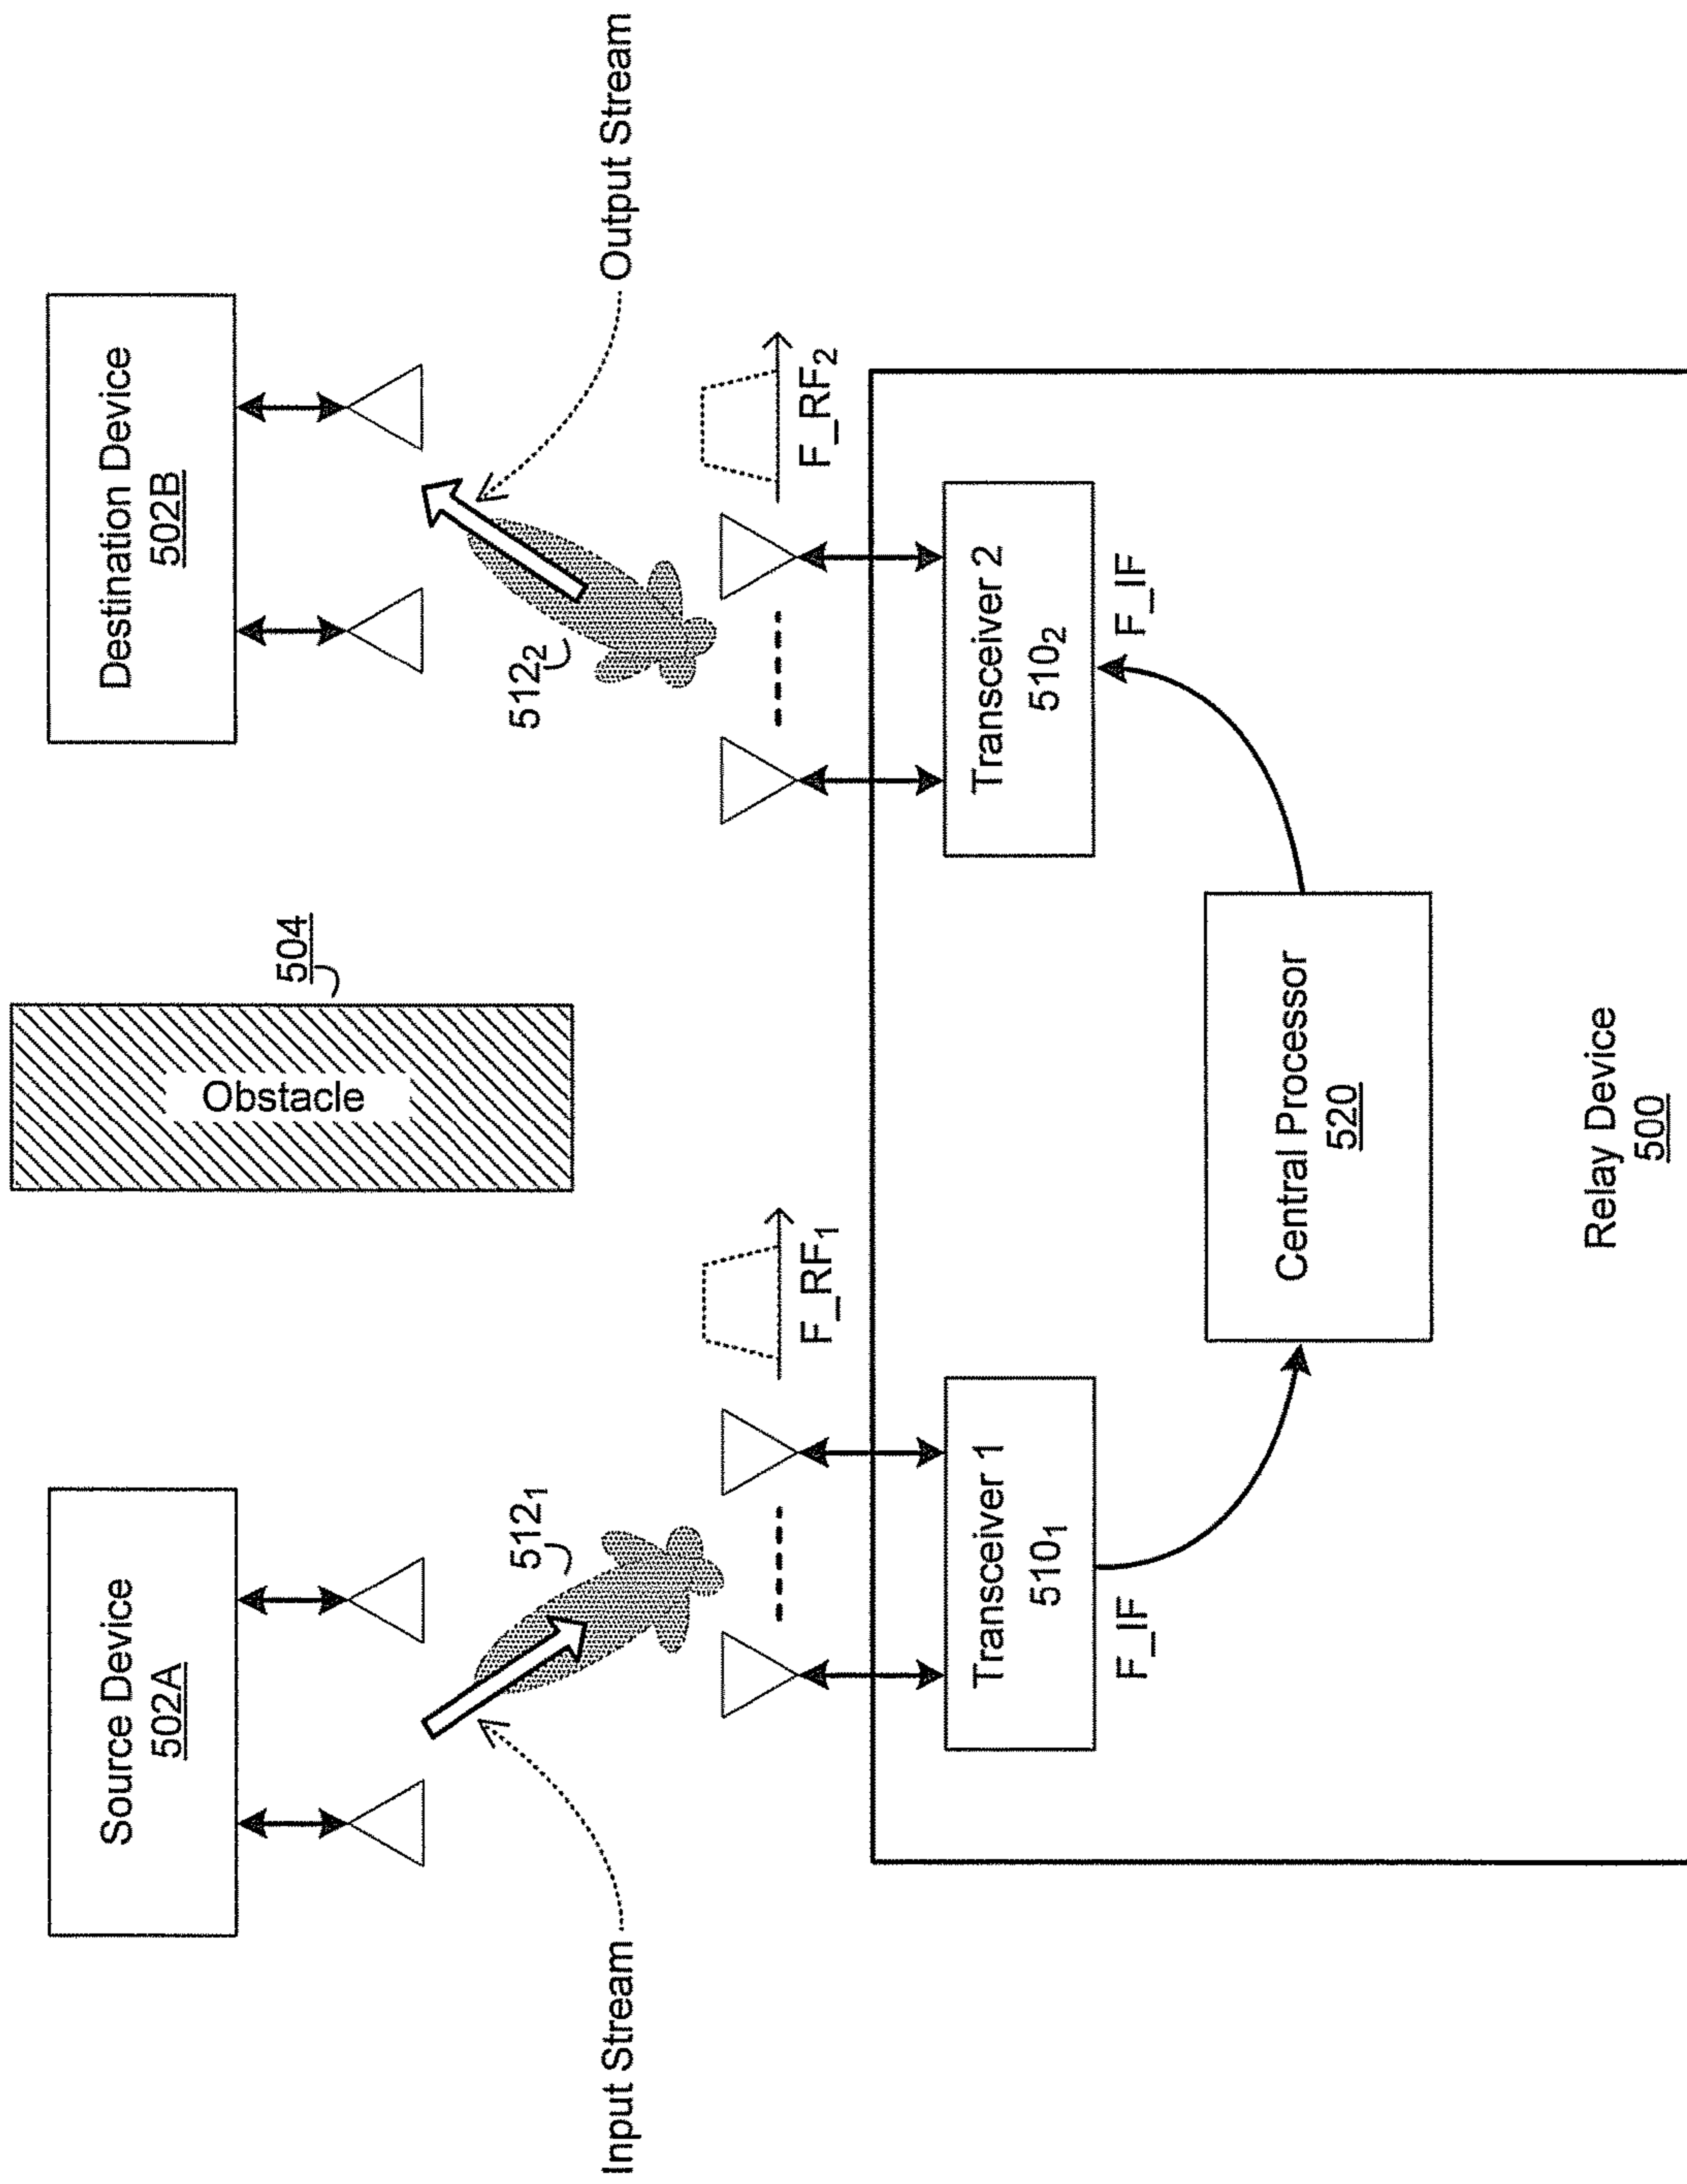 Source Device
502A
Destination Device
502B
504
Obstacle
Input Stream
Output Stream
512₁
512₂
F_RF₁
F_RF₂
Transceiver 1
510₁
Transceiver 2
510₂
F_IF
F_IF
Central Processor
520
Relay Device
500